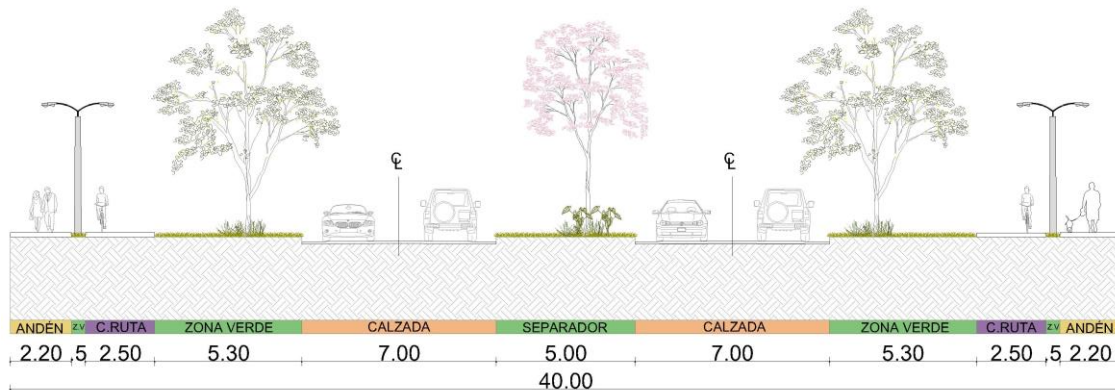 ℄ ℄
ANDÉN Z.V C.RUTA ZONA VERDE CALZADA SEPARADOR CALZADA ZONA VERDE C.RUTA Z.V ANDÉN
2.20 .5 2.50 5.30 7.00 5.00 7.00 5.30 2.50 .5 2.20
40.00